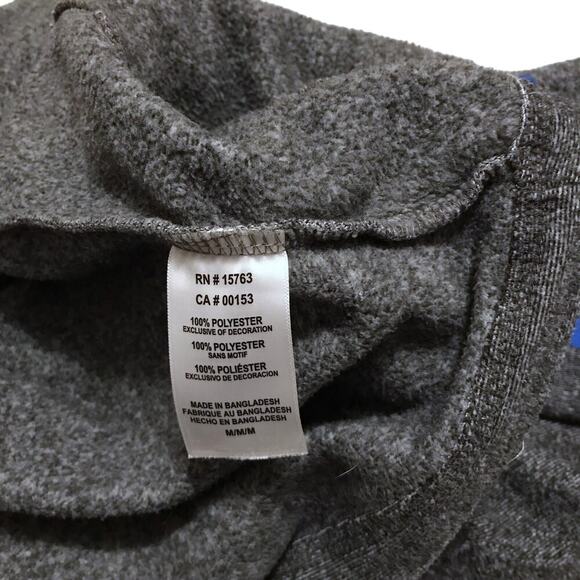 RN # 15763
CA # 00153
100% POLYESTER
EXCLUSIVE OF DECORATION
100% POLYESTER
SANS MOTIF
100% POLIÉSTER
EXCLUSIVO DE DECORACION
MADE IN BANGLADESH
FABRIQUE AU BANGLADESH
HECHO EN BANGLADESH
M/M/M